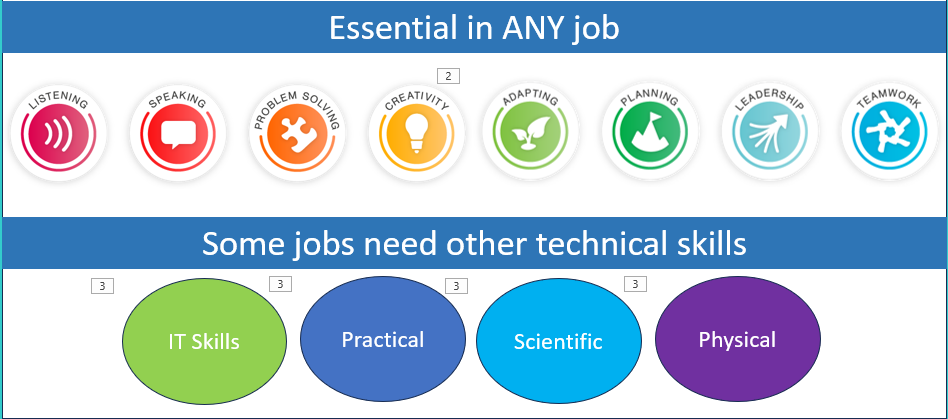 Essential in ANY job
2
LISTENING
SPEAKING
PROBLEM SOLVING
CREATIVITY
ADAPTING
PLANNING
LEADERSHIP
TEAMWORK
Some jobs need other technical skills
3
3
3
3
IT Skills
Practical
Scientific
Physical